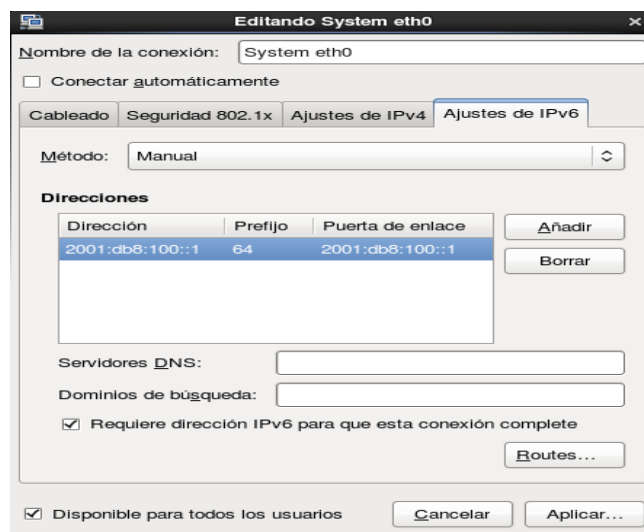 Editando System eth0
Nombre de la conexión: System eth0
Conectar automáticamente
Cableado Seguridad 802.1x Ajustes de IPv4 Ajustes de IPv6
Método: Manual
Direcciones
Dirección Prefijo Puerta de enlace Añadir
2001:db8:100::1 64 2001:db8:100::1
Borrar
Servidores DNS:
Dominios de búsqueda:
Requiere dirección IPv6 para que esta conexión complete
Routes...
Disponible para todos los usuarios Cancelar Aplicar...